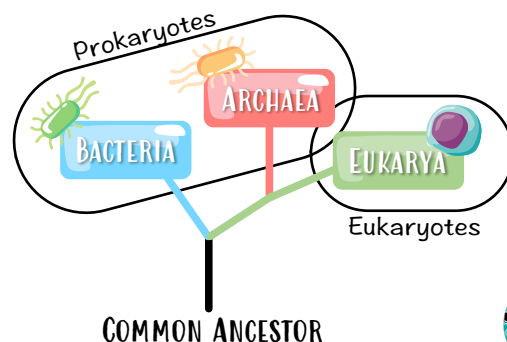 Prokaryotes
ARCHAEA
BACTERIA
EUKARYA
Eukaryotes
COMMON ANCESTOR